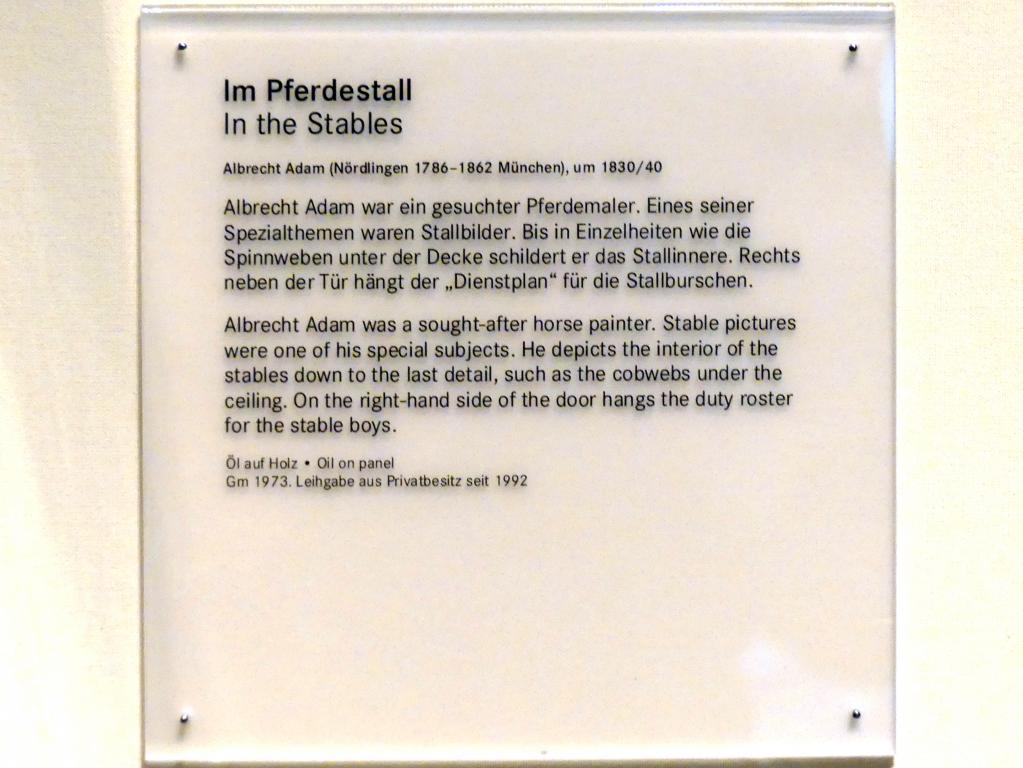 Im Pferdestall
In the Stables
Albrecht Adam (Nördlingen 1786–1862 München), um 1830/40
Albrecht Adam war ein gesuchter Pferdemaler. Eines seiner
Spezialthemen waren Stallbilder. Bis in Einzelheiten wie die
Spinnweben unter der Decke schildert er das Stallinnere. Rechts
neben der Tür hängt der „Dienstplan“ für die Stallburschen.
Albrecht Adam was a sought-after horse painter. Stable pictures
were one of his special subjects. He depicts the interior of the
stables down to the last detail, such as the cobwebs under the
ceiling. On the right-hand side of the door hangs the duty roster
for the stable boys.
Öl auf Holz • Oil on panel
Gm 1973. Leihgabe aus Privatbesitz seit 1992